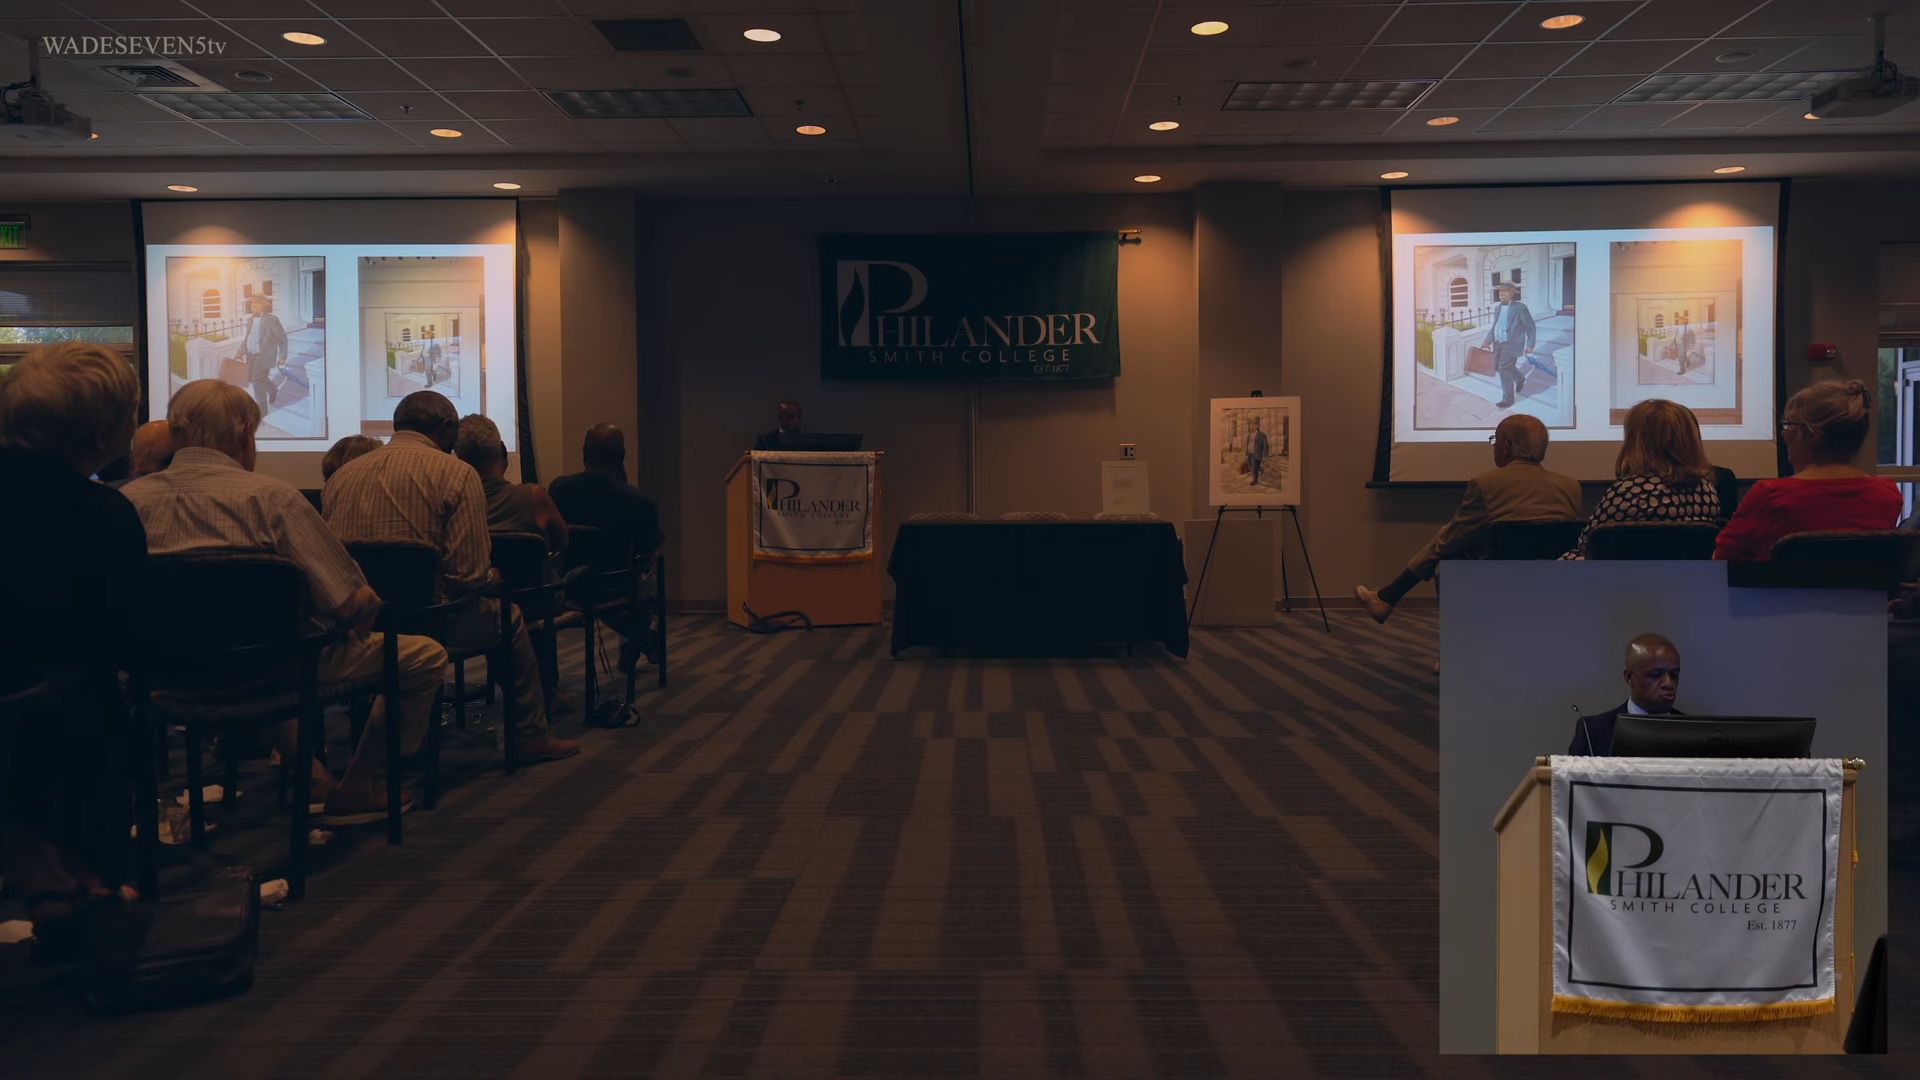 WADESEVEN5tv
PHILANDER
SMITH COLLEGE
EST 1877
PHILANDER
SMITH COLLEGE
PHILANDER
SMITH COLLEGE
Est. 1877